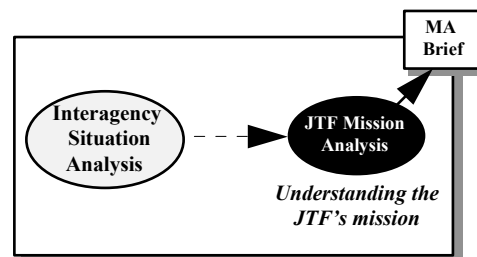 MA
Brief
Interagency
Situation
Analysis
JTF Mission
Analysis
Understanding the
JTF's mission